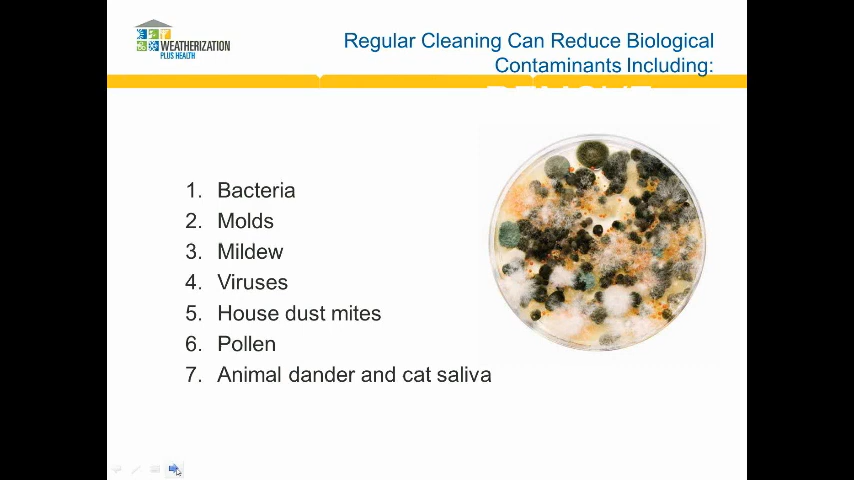 WEATHERIZATION
PLUS HEALTH
Regular Cleaning Can Reduce Biological
Contaminants Including:
1. Bacteria
2. Molds
3. Mildew
4. Viruses
5. House dust mites
6. Pollen
7. Animal dander and cat saliva